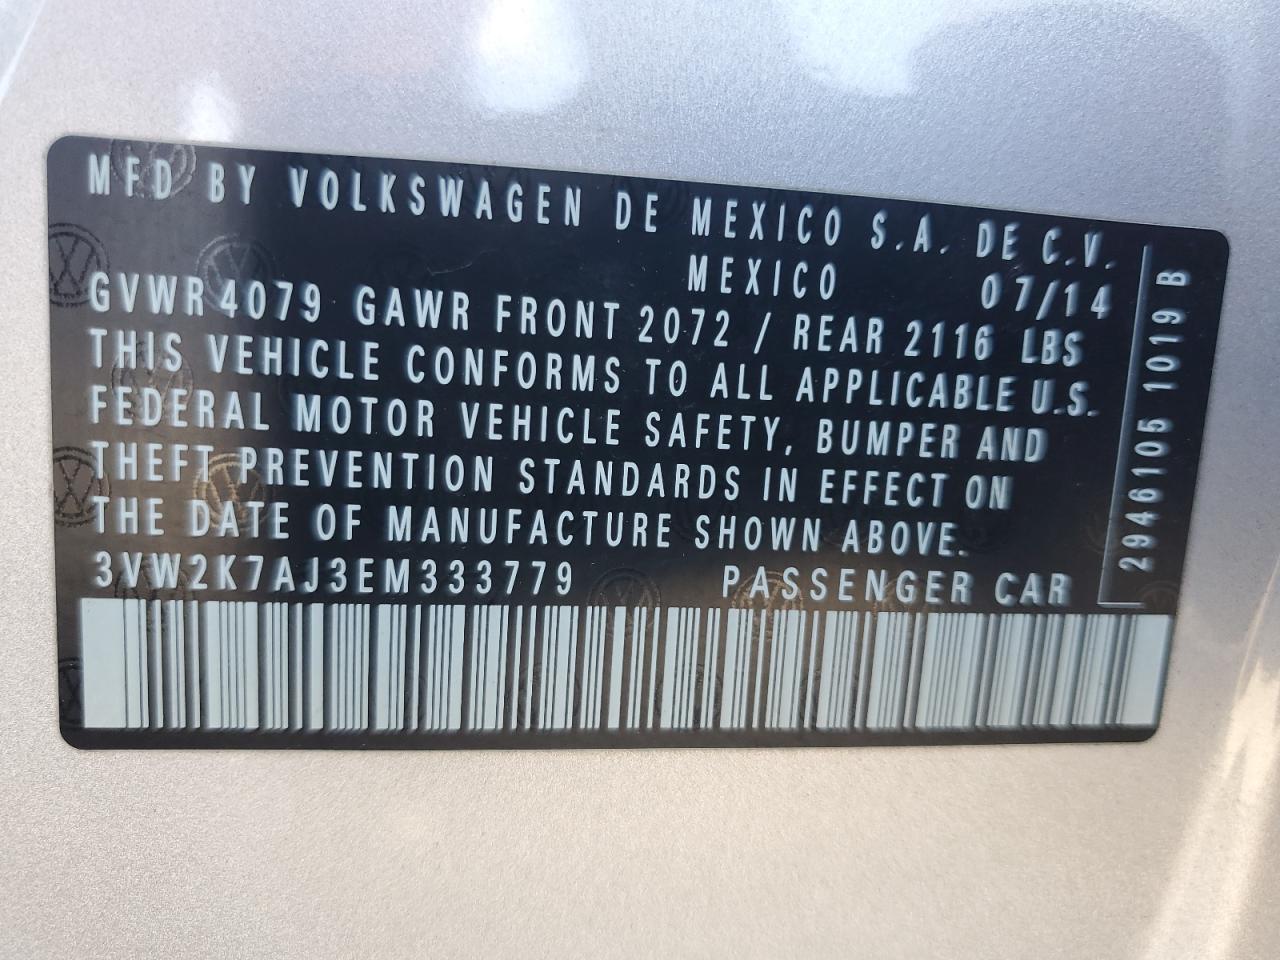 MFD BY VOLKSWAGEN DE MEXICO S.A. DE C.V.
MEXICO 07/14
GVWR 4079 GAWR FRONT 2072 / REAR 2116 LBS
THIS VEHICLE CONFORMS TO ALL APPLICABLE U.S.
FEDERAL MOTOR VEHICLE SAFETY, BUMPER AND
THEFT PREVENTION STANDARDS IN EFFECT ON
THE DATE OF MANUFACTURE SHOWN ABOVE.
3VW2K7AJ3EM333779 PASSENGER CAR
2946105 1019 B